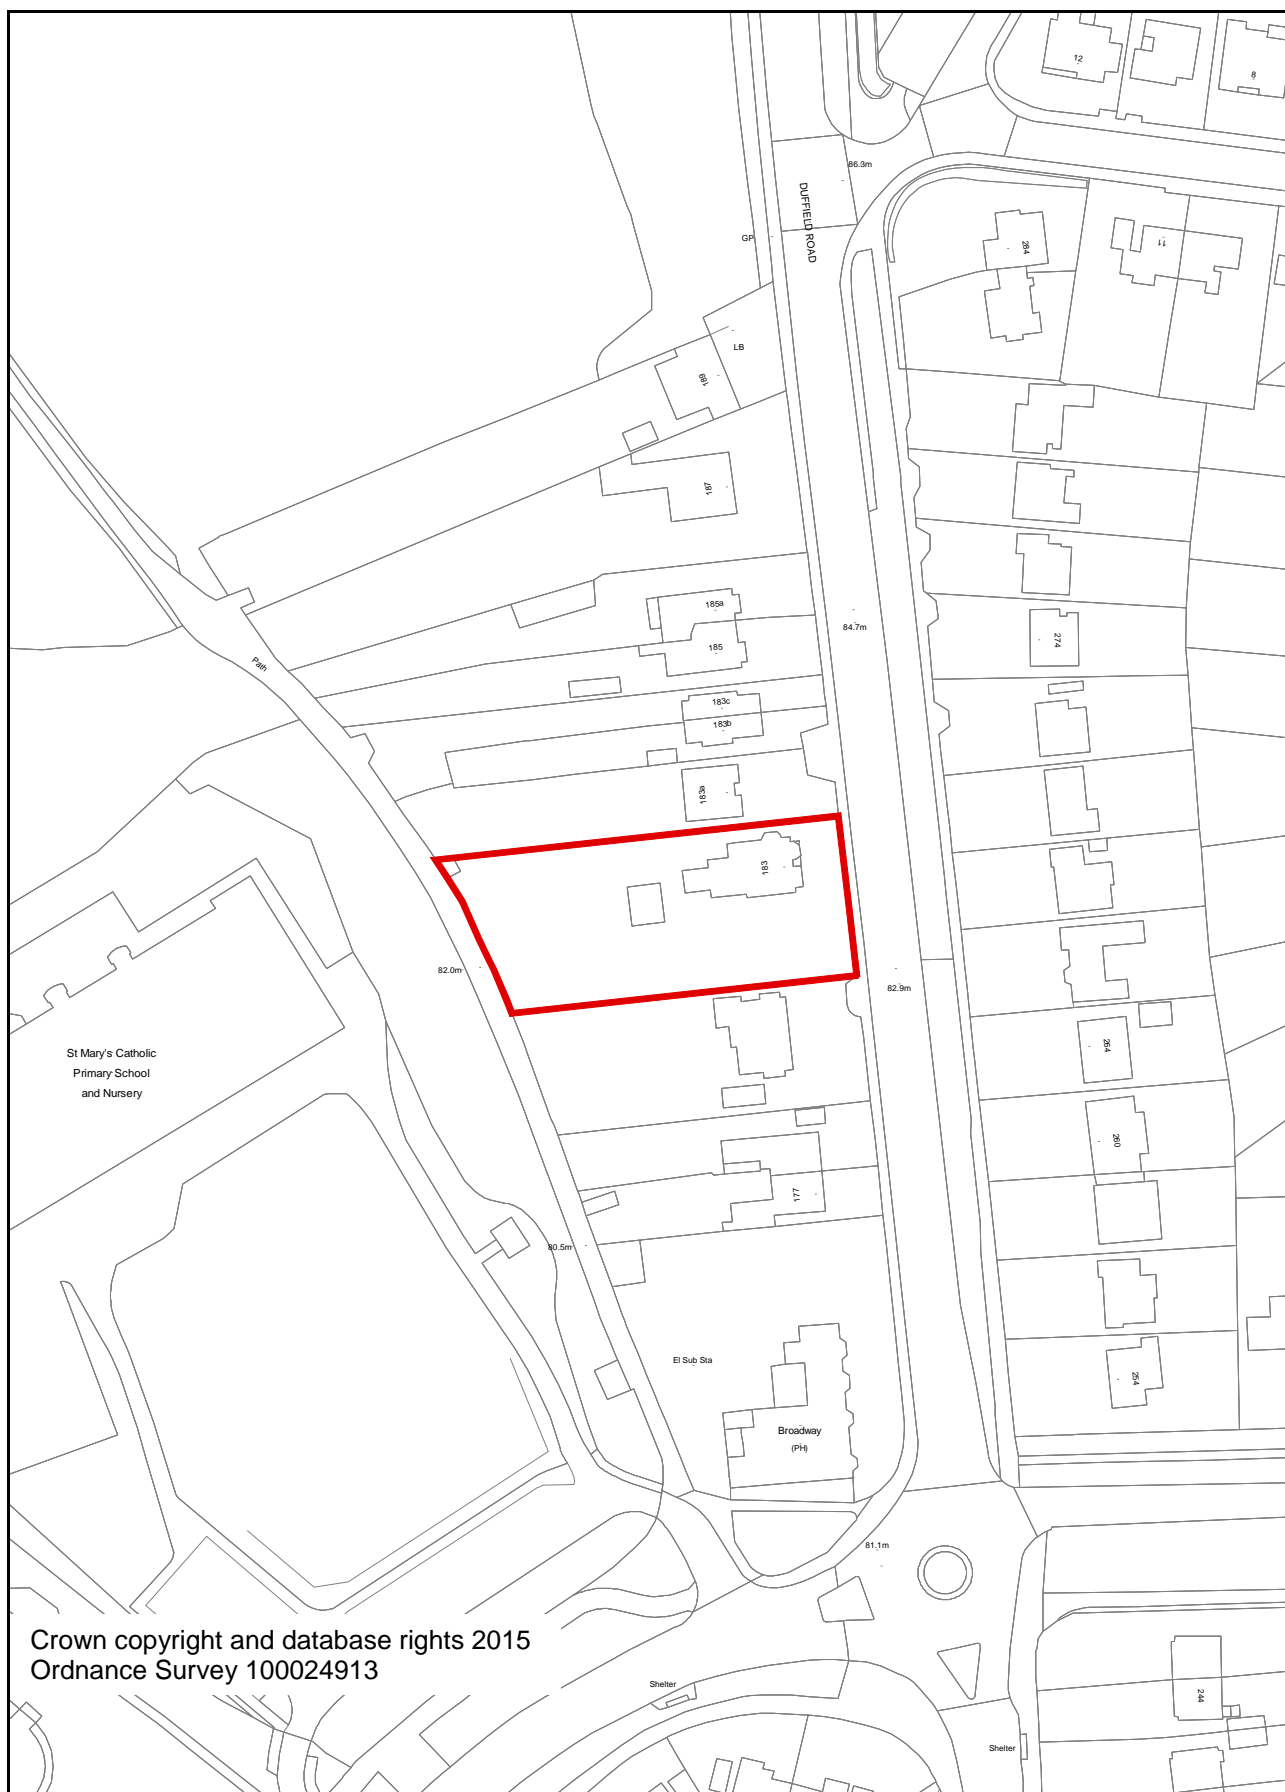 12
8
86.3m
DUFFIELD ROAD
GP
284
11
LB
189
187
185a
84.7m
274
185
Path
183c
183b
183a
183
82.0m
82.9m
St Mary's Catholic
Primary School
and Nursery
264
260
177
80.5m
El Sub Sta
254
Broadway
(PH)
81.1m
Crown copyright and database rights 2015
Ordnance Survey 100024913
Shelter
244
Shelter